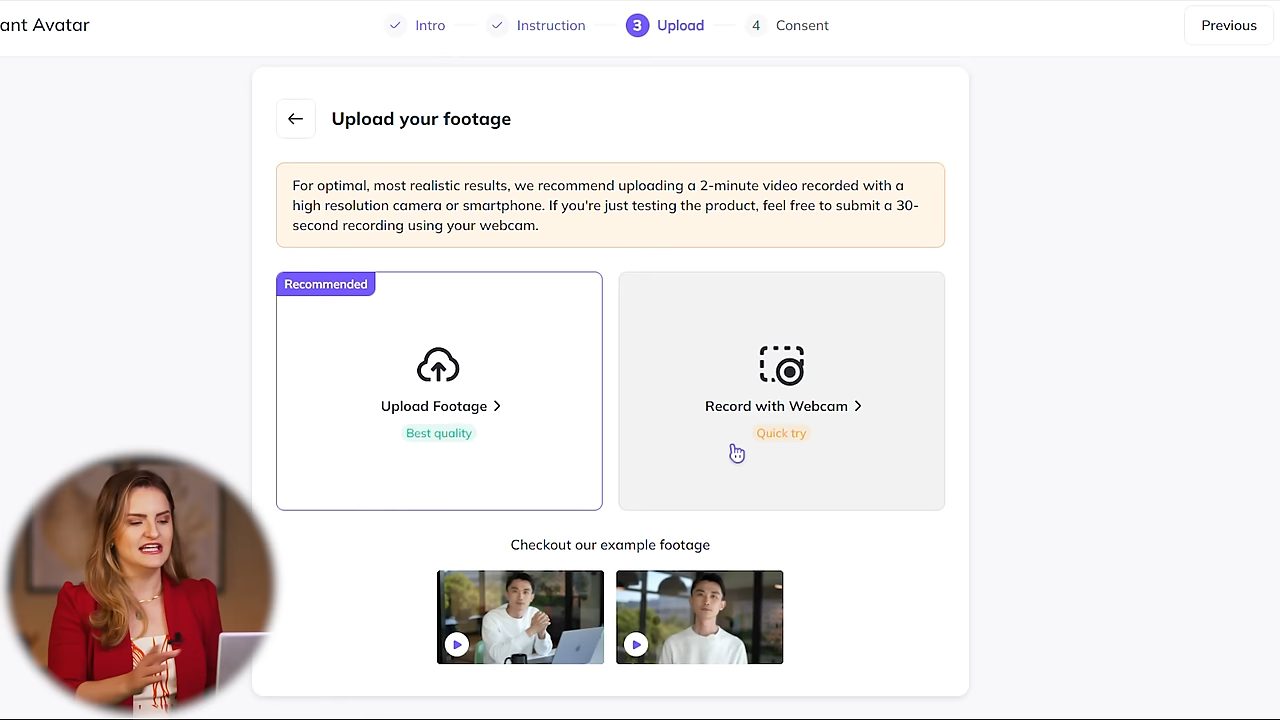 ant Avatar
Intro
Instruction
3 Upload
4 Consent
Previous
Upload your footage
For optimal, most realistic results, we recommend uploading a 2-minute video recorded with a
high resolution camera or smartphone. If you're just testing the product, feel free to submit a 30-
second recording using your webcam.
Recommended
Upload Footage
Best quality
Record with Webcam
Quick try
Checkout our example footage